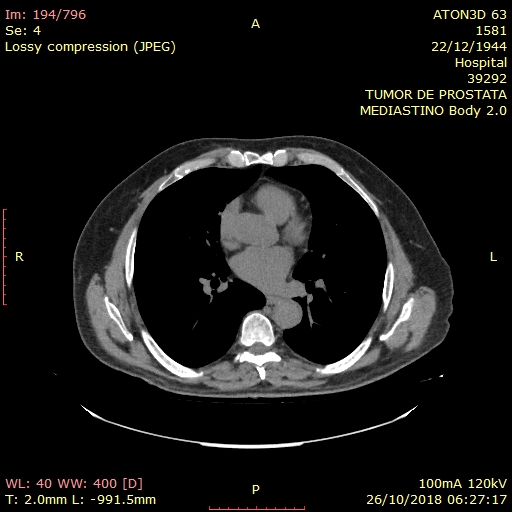 Im: 194/796
Se: 4
Lossy compression (JPEG)
A
ATON3D 63
1581
22/12/1944
Hospital
39292
TUMOR DE PROSTATA
MEDIASTINO Body 2.0
R
L
WL: 40 WW: 400 [D]
T: 2.0mm L: -991.5mm
P
100mA 120kV
26/10/2018 06:27:17